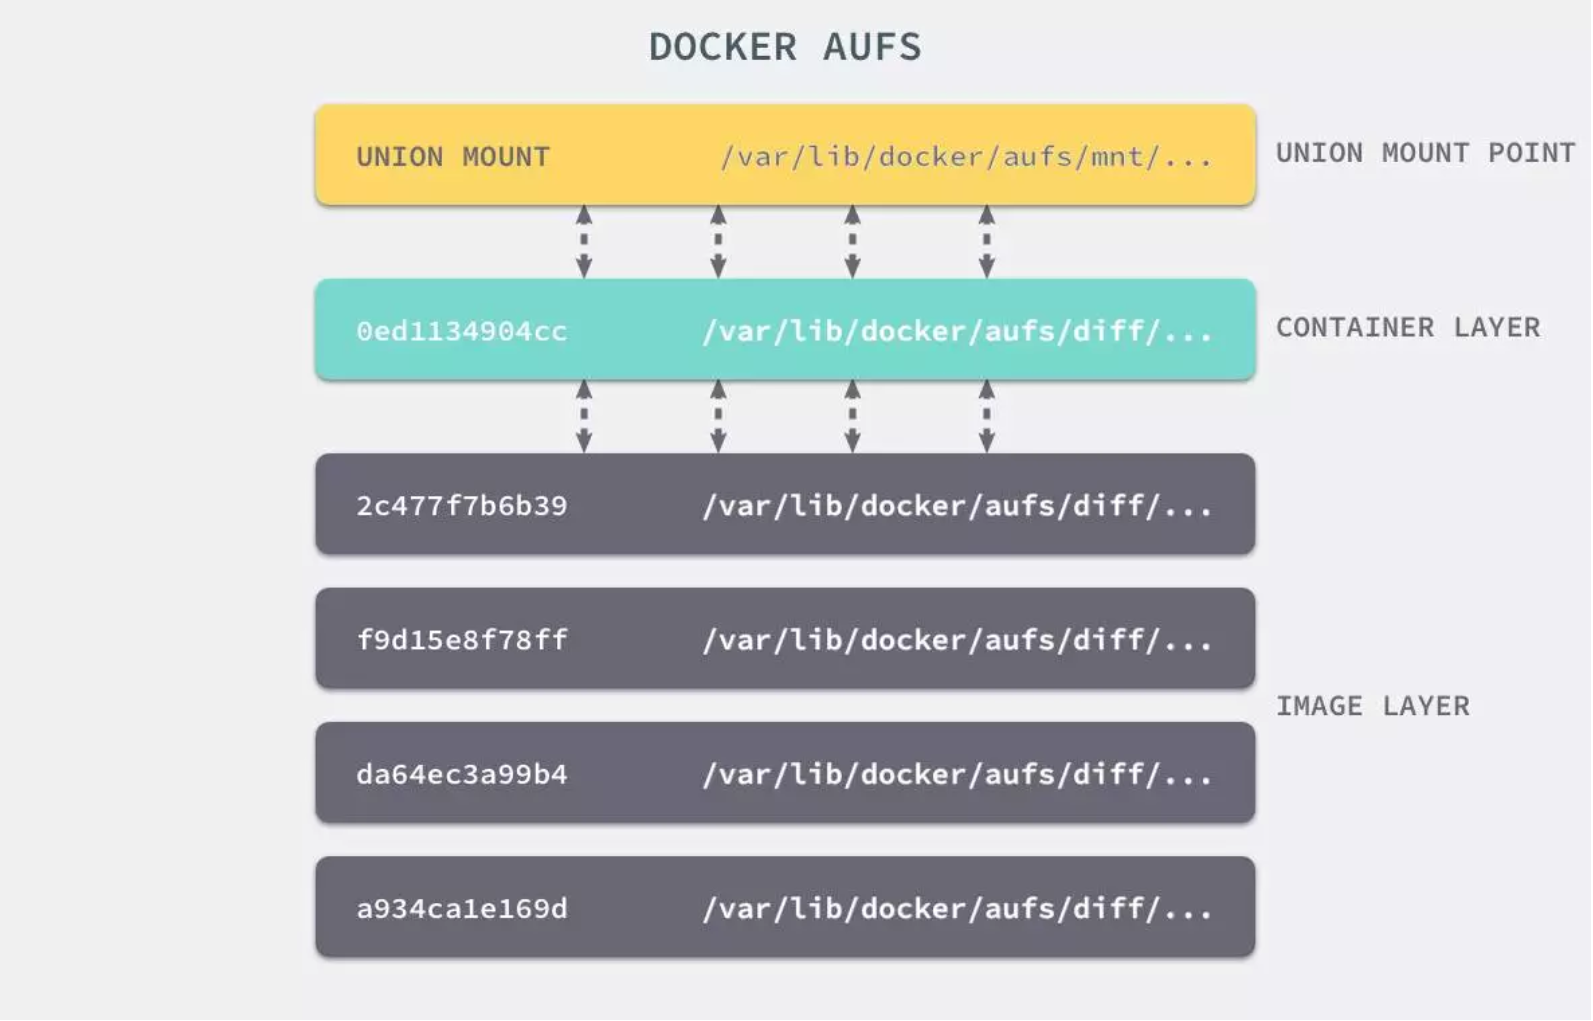 DOCKER AUFS
UNION MOUNT /var/lib/docker/aufs/mnt/... UNION MOUNT POINT
0ed1134904cc /var/lib/docker/aufs/diff/... CONTAINER LAYER
2c477f7b6b39 /var/lib/docker/aufs/diff/...
f9d15e8f78ff /var/lib/docker/aufs/diff/...
IMAGE LAYER
da64ec3a99b4 /var/lib/docker/aufs/diff/...
a934ca1e169d /var/lib/docker/aufs/diff/...